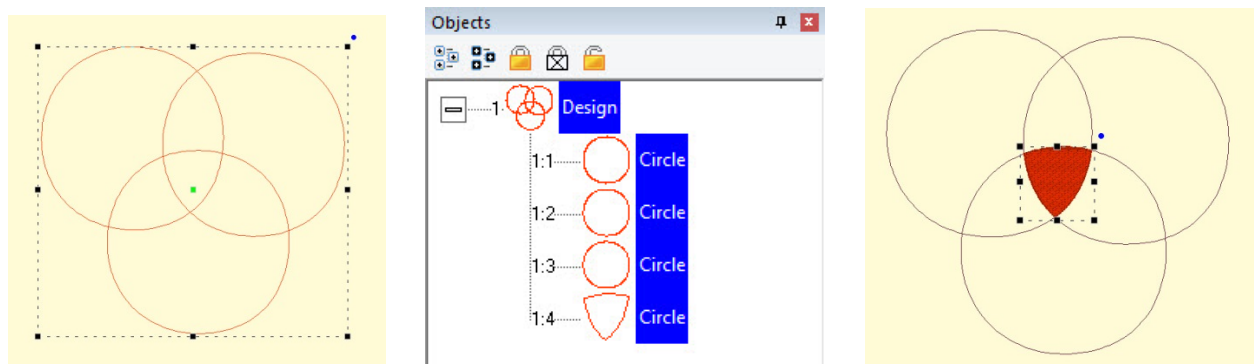 Objects
1 Design
1:1 Circle
1:2 Circle
1:3 Circle
1:4 Circle